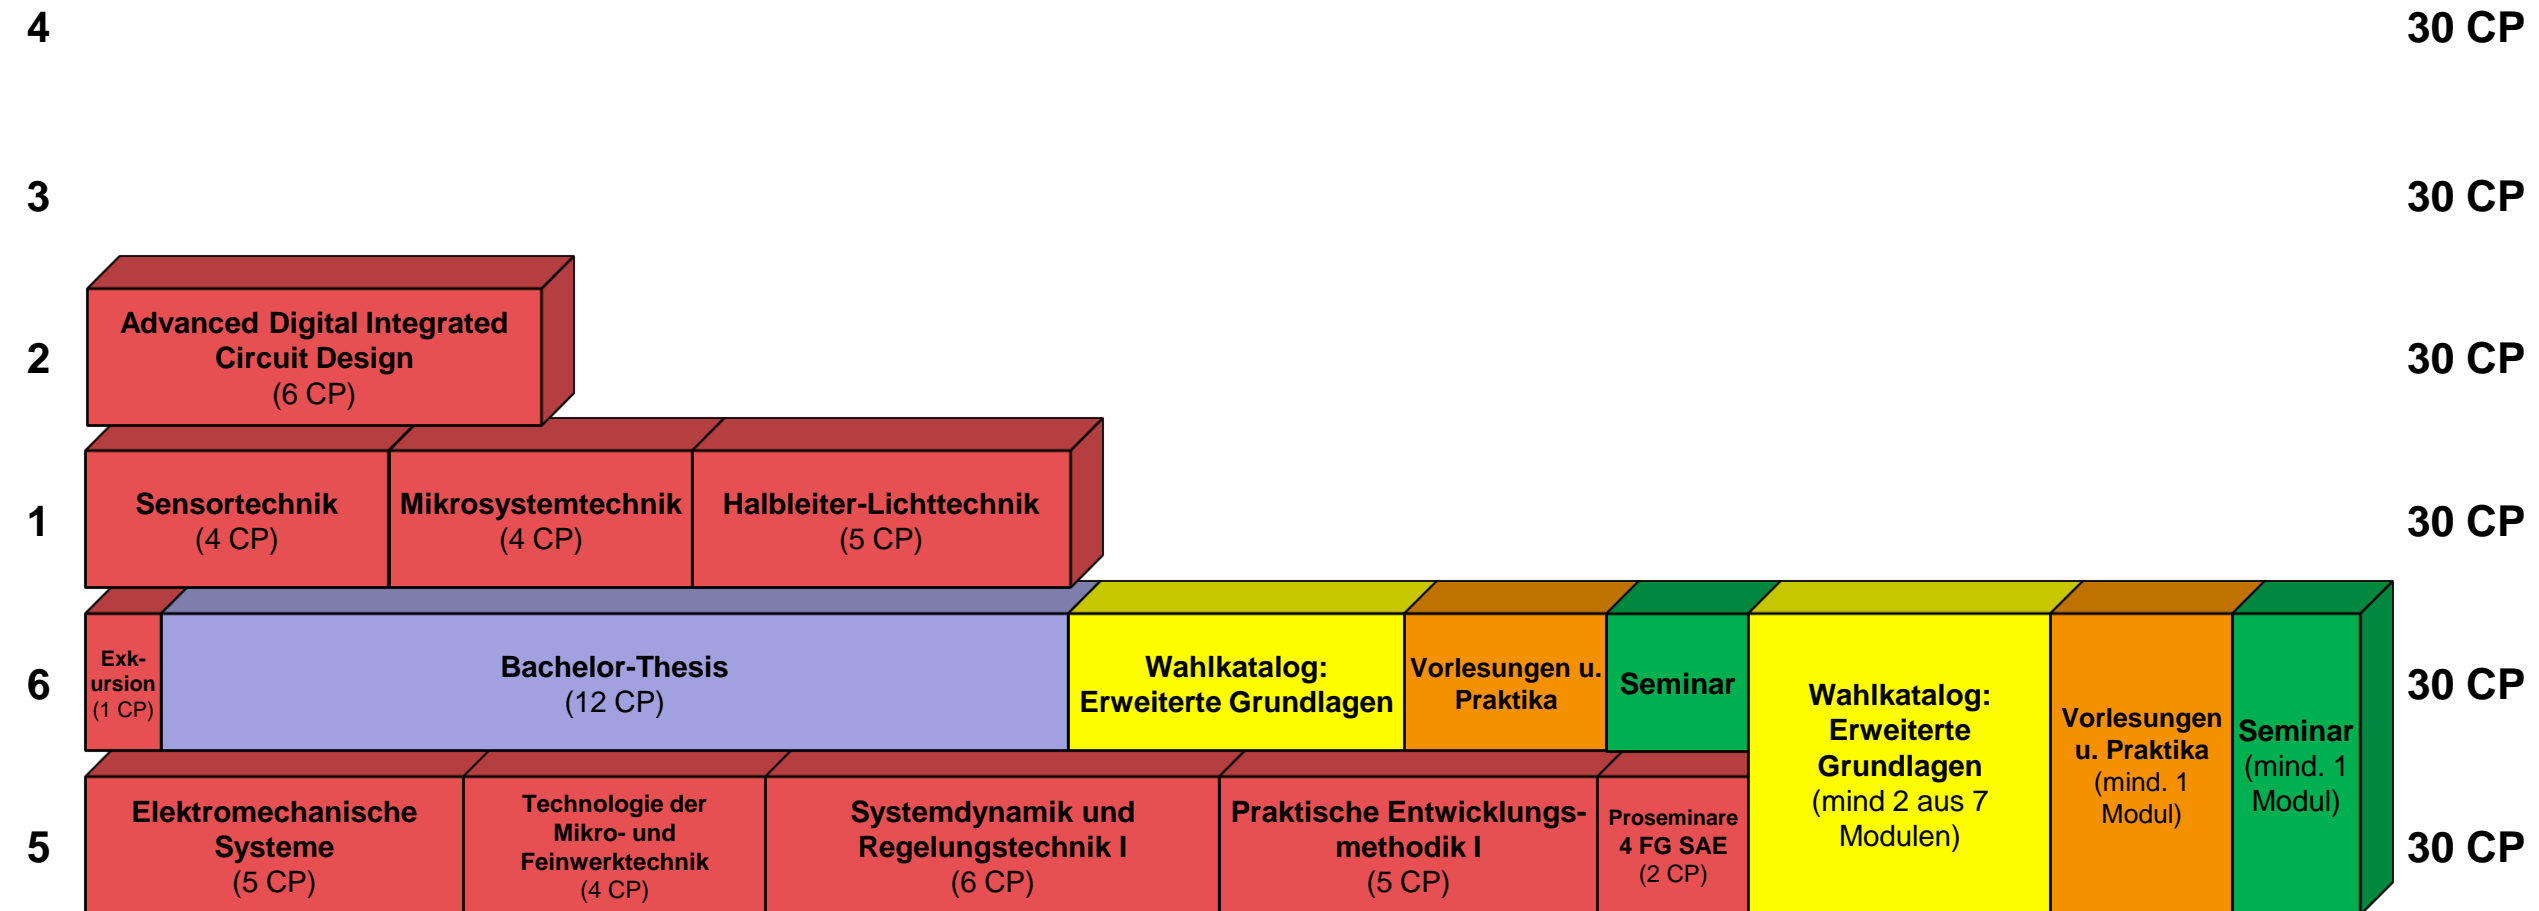 4
30 CP
3
30 CP
2
Advanced Digital Integrated
Circuit Design
(6 CP)
30 CP
1
Sensortechnik
(4 CP)
Mikrosystemtechnik
(4 CP)
Halbleiter-Lichttechnik
(5 CP)
30 CP
6
Exk-
ursion
(1 CP)
Bachelor-Thesis
(12 CP)
Wahlkatalog:
Erweiterte Grundlagen
Vorlesungen u.
Praktika
Seminar
Wahlkatalog:
Erweiterte
Grundlagen
(mind 2 aus 7
Modulen)
Vorlesungen
u. Praktika
(mind. 1
Modul)
Seminar
(mind. 1
Modul)
30 CP
5
Elektromechanische
Systeme
(5 CP)
Technologie der
Mikro- und
Feinwerktechnik
(4 CP)
Systemdynamik und
Regelungstechnik I
(6 CP)
Praktische Entwicklungs-
methodik I
(5 CP)
Proseminare
4 FG SAE
(2 CP)
30 CP